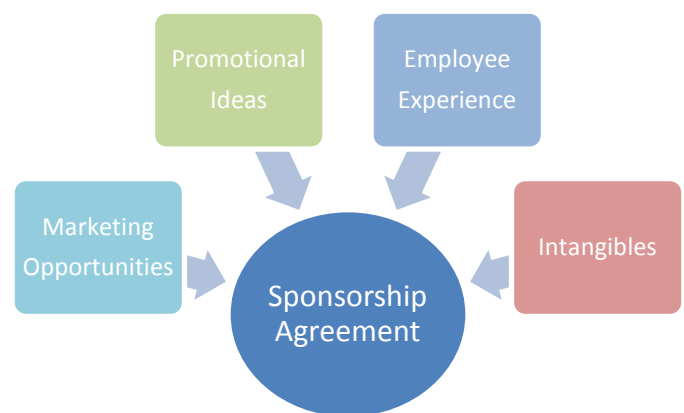 Promotional
Ideas
Employee
Experience
Marketing
Opportunities
Intangibles
Sponsorship
Agreement